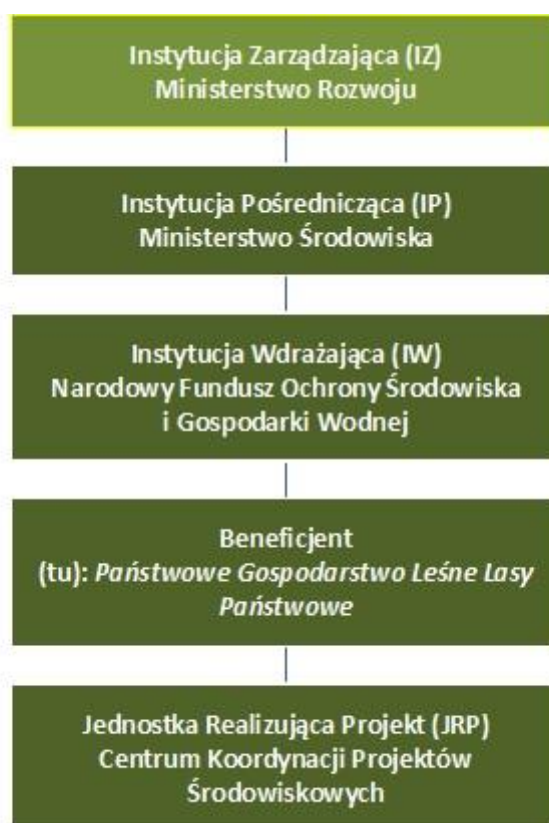 Instytucja Zarządzająca (IZ)
Ministerstwo Rozwoju
Instytucja Pośrednicząca (IP)
Ministerstwo Środowiska
Instytucja Wdrażająca (IW)
Narodowy Fundusz Ochrony Środowiska
i Gospodarki Wodnej
Beneficjent
(tu): Państwowe Gospodarstwo Leśne Lasy
Państwowe
Jednostka Realizująca Projekt (JRP)
Centrum Koordynacji Projektów
Środowiskowych